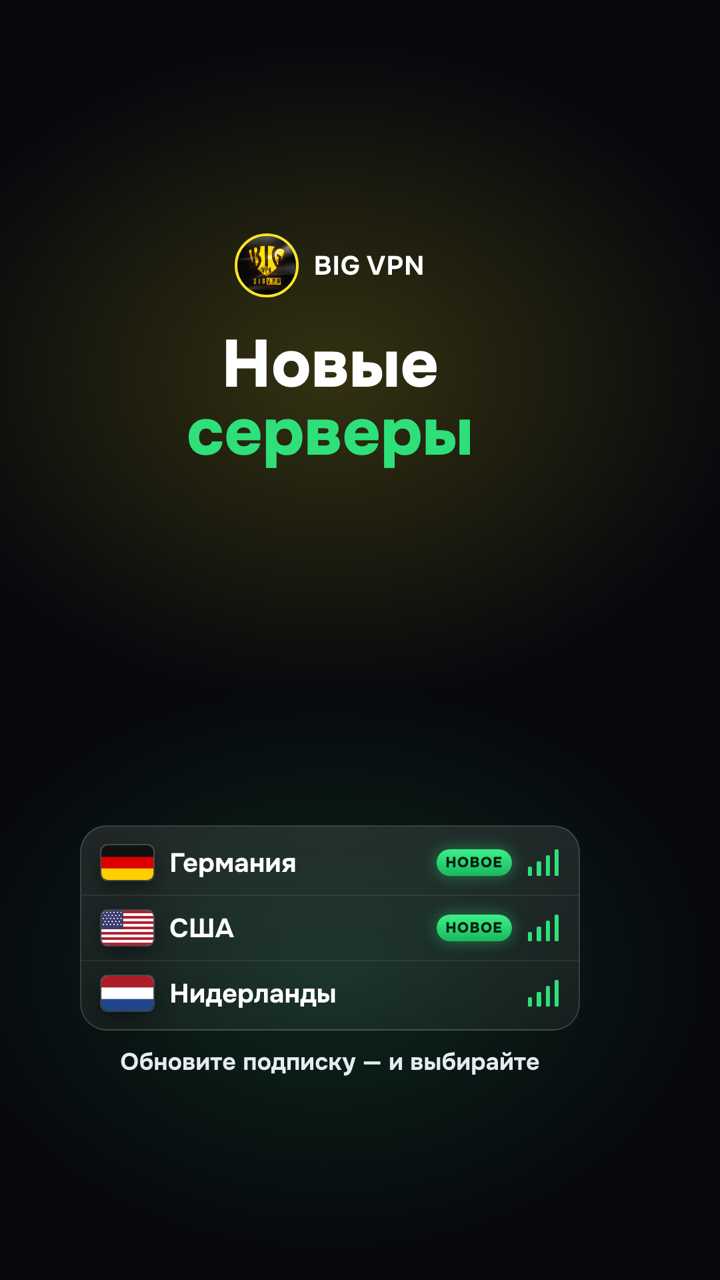 BIG VPN
Новые
серверы
Германия НОВОЕ
США НОВОЕ
Нидерланды
Обновите подписку — и выбирайте